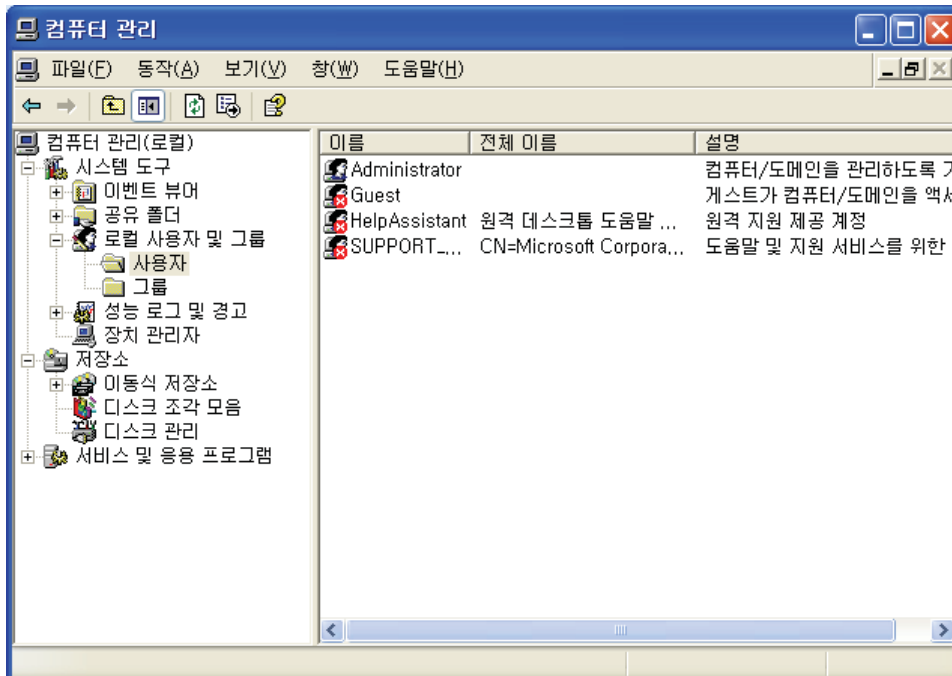 컴퓨터 관리
파일(F) 동작(A) 보기(V) 창(W) 도움말(H)
컴퓨터 관리(로컬)
시스템 도구
이벤트 뷰어
공유 폴더
로컬 사용자 및 그룹
사용자
그룹
성능 로그 및 경고
장치 관리자
저장소
이동식 저장소
디스크 조각 모음
디스크 관리
서비스 및 응용 프로그램
이름 전체 이름 설명
Administrator 컴퓨터/도메인을 관리하도록
Guest 게스트가 컴퓨터/도메인을 액세
HelpAssistant 원격 데스크톱 도움말 ... 원격 지원 제공 계정
SUPPORT_... CN=Microsoft Corpora... 도움말 및 지원 서비스를 위한